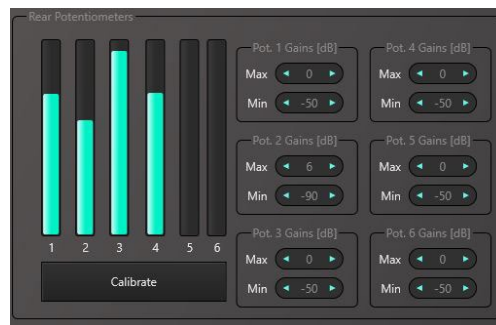 Rear Potentiometers
1 2 3 4 5 6
Calibrate
Pot. 1 Gains [dB]
Max 0
Min -50
Pot. 2 Gains [dB]
Max 6
Min -90
Pot. 3 Gains [dB]
Max 0
Min -50
Pot. 4 Gains [dB]
Max 0
Min -50
Pot. 5 Gains [dB]
Max 0
Min -50
Pot. 6 Gains [dB]
Max 0
Min -50